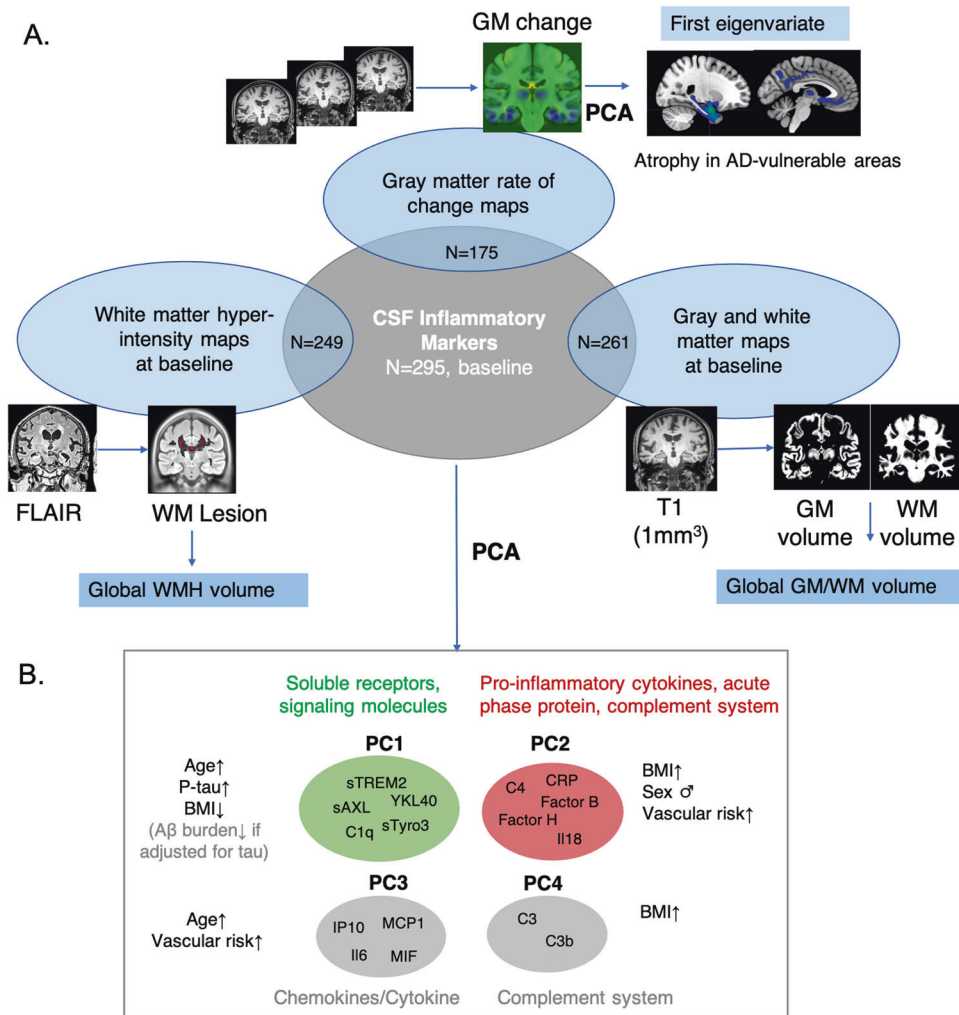 A.
GM change
First eigenvariate
PCA
Atrophy in AD-vulnerable areas
Gray matter rate of
change maps
N=175
White matter hyper-
intensity maps
at baseline
N=249
CSF Inflammatory
Markers
N=295, baseline
N=261
Gray and white
matter maps
at baseline
FLAIR
WM Lesion
T1
(1mm³)
GM
volume
WM
volume
PCA
Global WMH volume
Global GM/WM volume
B.
Soluble receptors,
signaling molecules
Pro-inflammatory cytokines, acute
phase protein, complement system
PC1
PC2
Age↑
P-tau↑
BMI↓
(Aβ burden↓ if
adjusted for tau)
sTREM2
sAXL
YKL40
C1q
sTyro3
C4
CRP
Factor B
Factor H
Il18
BMI↑
Sex ♂
Vascular risk↑
PC3
PC4
Age↑
Vascular risk↑
IP10
MCP1
Il6
MIF
C3
C3b
BMI↑
Chemokines/Cytokine
Complement system